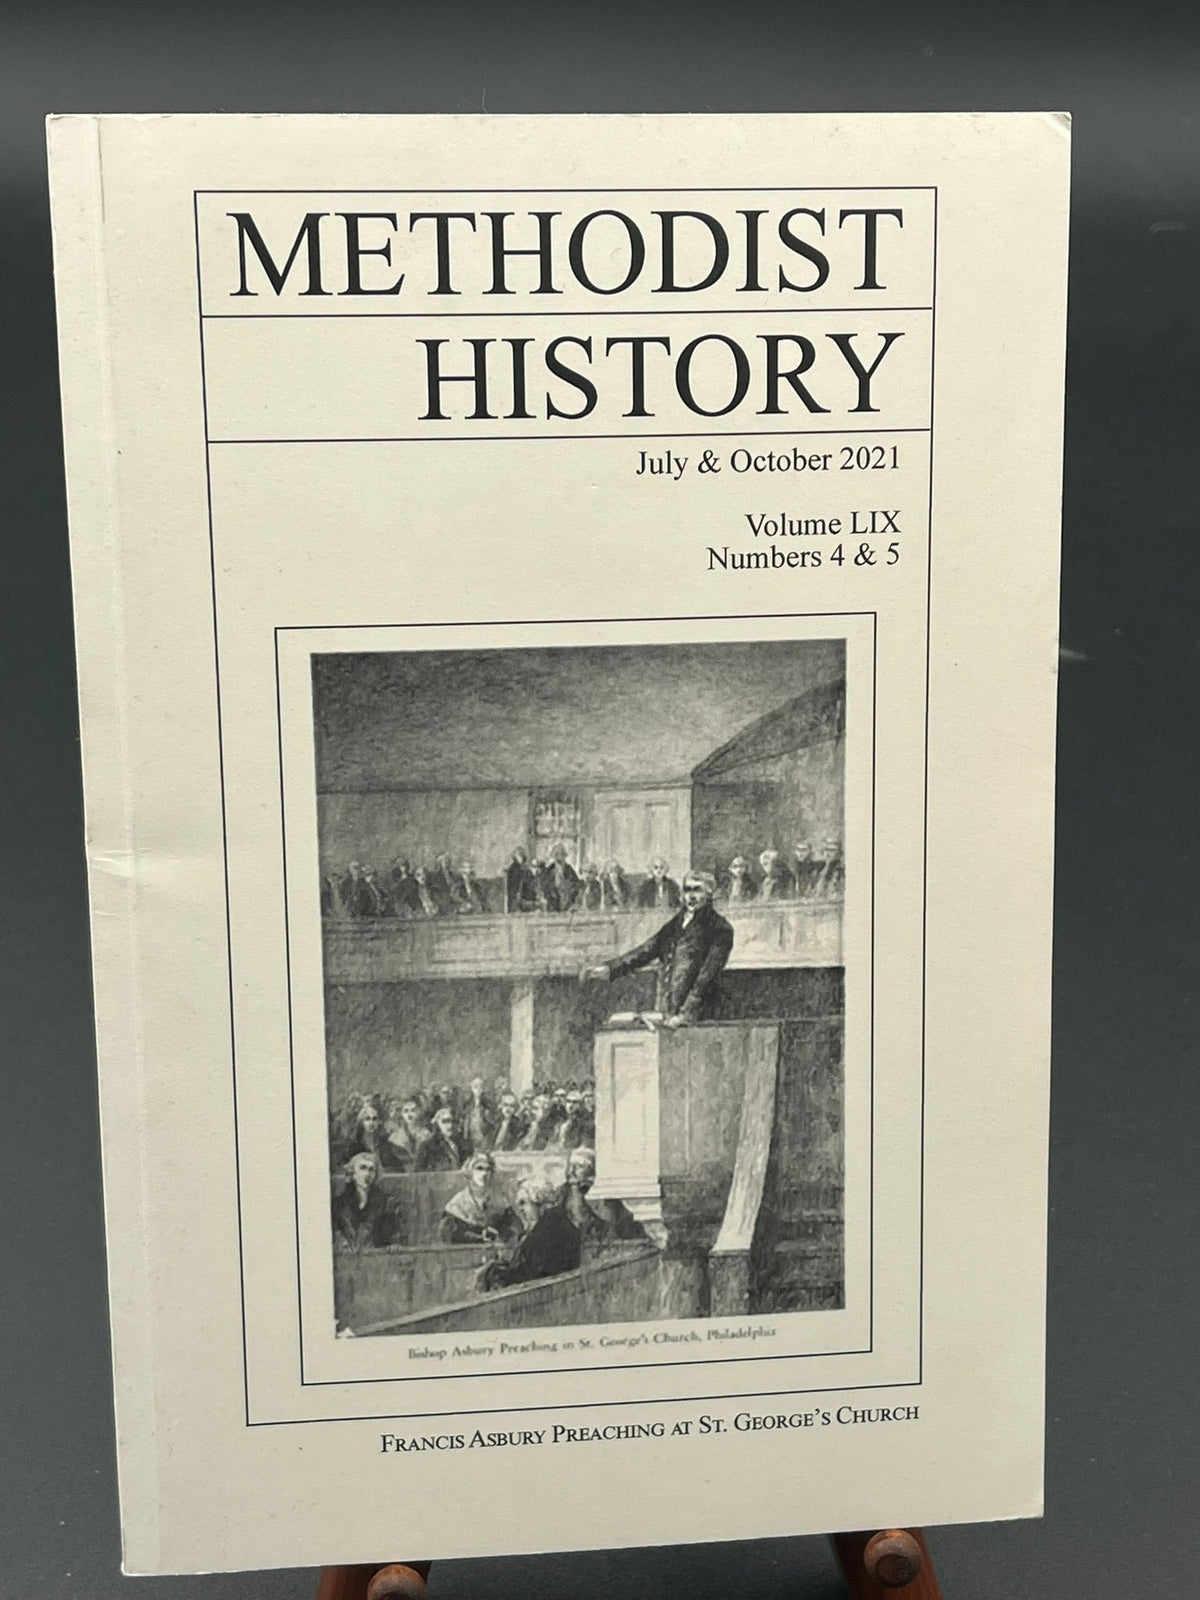 METHODIST
HISTORY
July & October 2021
Volume LIX
Numbers 4 & 5
Bishop Asbury Preaching in St. George's Church, Philadelphia
FRANCIS ASBURY PREACHING AT ST. GEORGE'S CHURCH